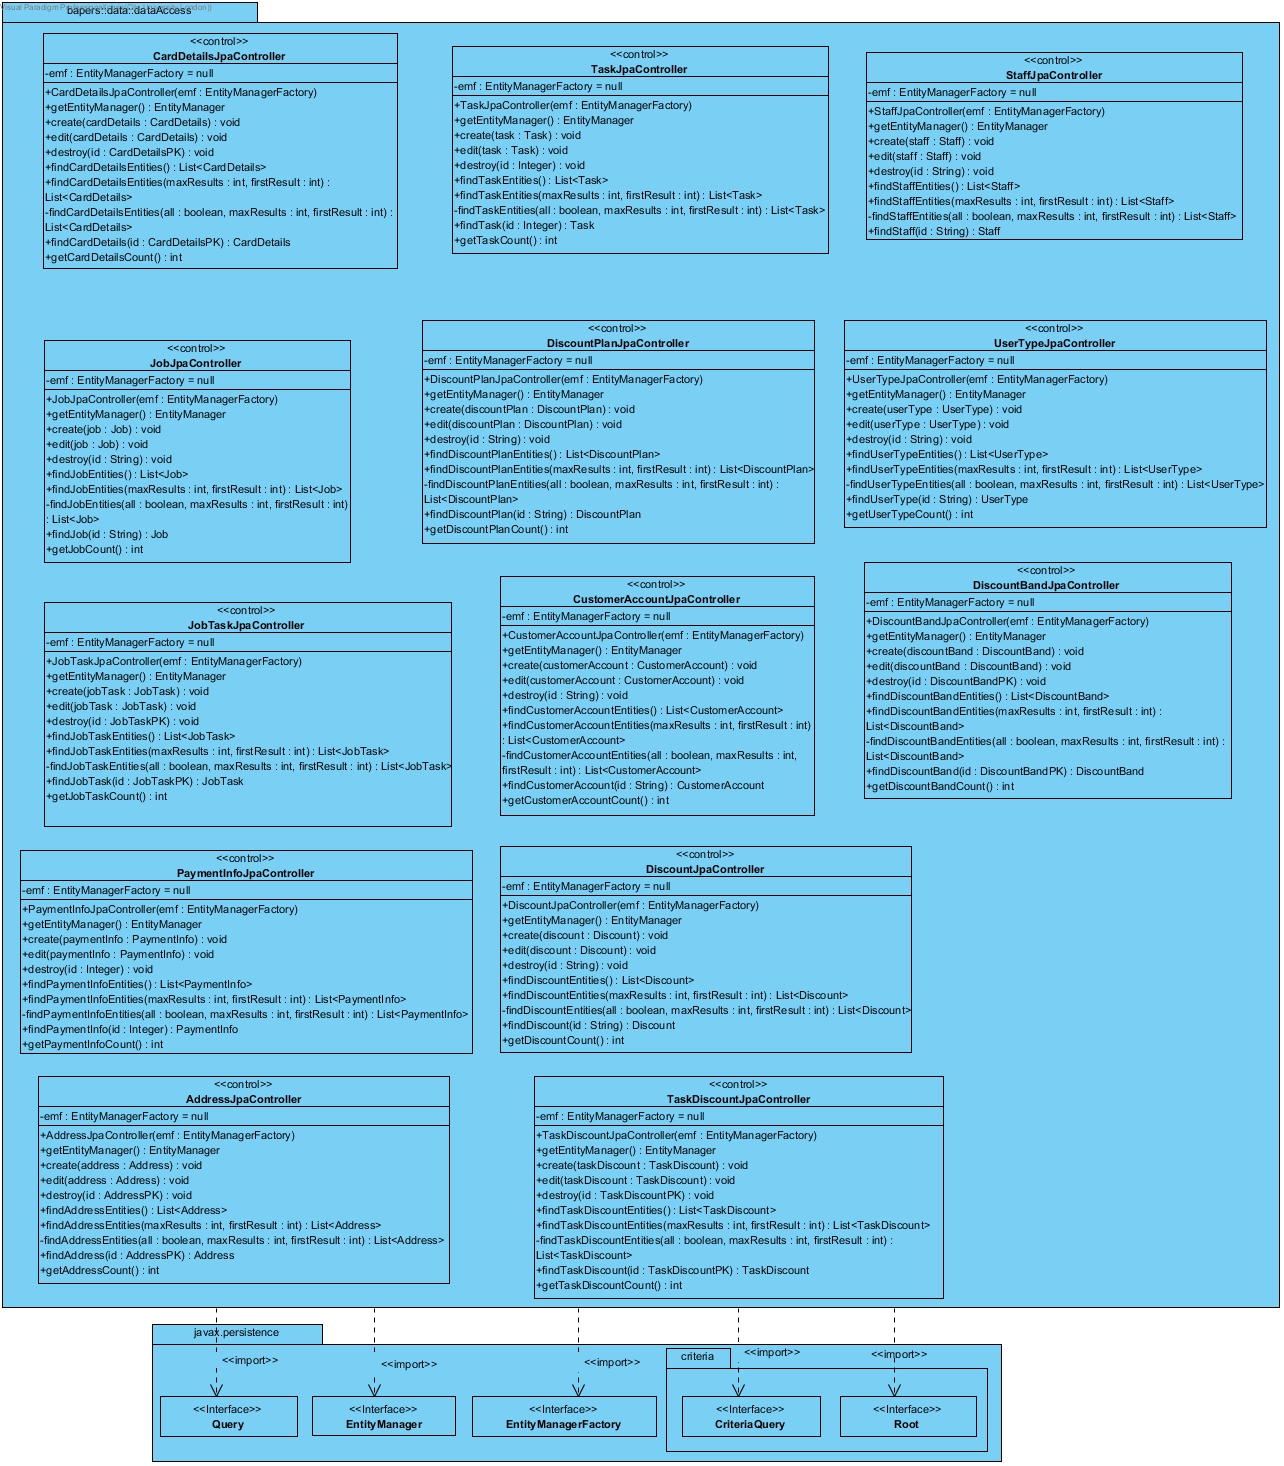 bapers::data::dataAccess
<<control>>
CardDetailsJpaController
-emf : EntityManagerFactory = null
+CardDetailsJpaController(emf : EntityManagerFactory)
+getEntityManager() : EntityManager
+create(cardDetails : CardDetails) : void
+edit(cardDetails : CardDetails) : void
+destroy(id : CardDetailsPK) : void
+findCardDetailsEntities() : List<CardDetails>
+findCardDetailsEntities(maxResults : int, firstResult : int) :
List<CardDetails>
-findCardDetailsEntities(all : boolean, maxResults : int, firstResult : int) :
List<CardDetails>
+findCardDetails(id : CardDetailsPK) : CardDetails
+getCardDetailsCount() : int
<<control>>
TaskJpaController
-emf : EntityManagerFactory = null
+TaskJpaController(emf : EntityManagerFactory)
+getEntityManager() : EntityManager
+create(task : Task) : void
+edit(task : Task) : void
+destroy(id : Integer) : void
+findTaskEntities() : List<Task>
+findTaskEntities(maxResults : int, firstResult : int) : List<Task>
-findTaskEntities(all : boolean, maxResults : int, firstResult : int) : List<Task>
+findTask(id : Integer) : Task
+getTaskCount() : int
<<control>>
StaffJpaController
-emf : EntityManagerFactory = null
+StaffJpaController(emf : EntityManagerFactory)
+getEntityManager() : EntityManager
+create(staff : Staff) : void
+edit(staff : Staff) : void
+destroy(id : String) : void
+findStaffEntities() : List<Staff>
+findStaffEntities(maxResults : int, firstResult : int) : List<Staff>
-findStaffEntities(all : boolean, maxResults : int, firstResult : int) : List<Staff>
+findStaff(id : String) : Staff
<<control>>
JobJpaController
-emf : EntityManagerFactory = null
+JobJpaController(emf : EntityManagerFactory)
+getEntityManager() : EntityManager
+create(job : Job) : void
+edit(job : Job) : void
+destroy(id : String) : void
+findJobEntities() : List<Job>
+findJobEntities(maxResults : int, firstResult : int) : List<Job>
-findJobEntities(all : boolean, maxResults : int, firstResult : int)
: List<Job>
+findJob(id : String) : Job
+getJobCount() : int
<<control>>
DiscountPlanJpaController
-emf : EntityManagerFactory = null
+DiscountPlanJpaController(emf : EntityManagerFactory)
+getEntityManager() : EntityManager
+create(discountPlan : DiscountPlan) : void
+edit(discountPlan : DiscountPlan) : void
+destroy(id : String) : void
+findDiscountPlanEntities() : List<DiscountPlan>
+findDiscountPlanEntities(maxResults : int, firstResult : int) : List<DiscountPlan>
-findDiscountPlanEntities(all : boolean, maxResults : int, firstResult : int) :
List<DiscountPlan>
+findDiscountPlan(id : String) : DiscountPlan
+getDiscountPlanCount() : int
<<control>>
UserTypeJpaController
-emf : EntityManagerFactory = null
+UserTypeJpaController(emf : EntityManagerFactory)
+getEntityManager() : EntityManager
+create(userType : UserType) : void
+edit(userType : UserType) : void
+destroy(id : String) : void
+findUserTypeEntities() : List<UserType>
+findUserTypeEntities(maxResults : int, firstResult : int) : List<UserType>
-findUserTypeEntities(all : boolean, maxResults : int, firstResult : int) : List<UserType>
+findUserType(id : String) : UserType
+getUserTypeCount() : int
<<control>>
JobTaskJpaController
-emf : EntityManagerFactory = null
+JobTaskJpaController(emf : EntityManagerFactory)
+getEntityManager() : EntityManager
+create(jobTask : JobTask) : void
+edit(jobTask : JobTask) : void
+destroy(id : JobTaskPK) : void
+findJobTaskEntities() : List<JobTask>
+findJobTaskEntities(maxResults : int, firstResult : int) : List<JobTask>
-findJobTaskEntities(all : boolean, maxResults : int, firstResult : int) : List<JobTask>
+findJobTask(id : JobTaskPK) : JobTask
+getJobTaskCount() : int
<<control>>
CustomerAccountJpaController
-emf : EntityManagerFactory = null
+CustomerAccountJpaController(emf : EntityManagerFactory)
+getEntityManager() : EntityManager
+create(customerAccount : CustomerAccount) : void
+edit(customerAccount : CustomerAccount) : void
+destroy(id : String) : void
+findCustomerAccountEntities() : List<CustomerAccount>
+findCustomerAccountEntities(maxResults : int, firstResult : int)
: List<CustomerAccount>
-findCustomerAccountEntities(all : boolean, maxResults : int,
firstResult : int) : List<CustomerAccount>
+findCustomerAccount(id : String) : CustomerAccount
+getCustomerAccountCount() : int
<<control>>
DiscountBandJpaController
-emf : EntityManagerFactory = null
+DiscountBandJpaController(emf : EntityManagerFactory)
+getEntityManager() : EntityManager
+create(discountBand : DiscountBand) : void
+edit(discountBand : DiscountBand) : void
+destroy(id : DiscountBandPK) : void
+findDiscountBandEntities() : List<DiscountBand>
+findDiscountBandEntities(maxResults : int, firstResult : int) :
List<DiscountBand>
-findDiscountBandEntities(all : boolean, maxResults : int, firstResult : int) :
List<DiscountBand>
+findDiscountBand(id : DiscountBandPK) : DiscountBand
+getDiscountBandCount() : int
<<control>>
PaymentInfoJpaController
-emf : EntityManagerFactory = null
+PaymentInfoJpaController(emf : EntityManagerFactory)
+getEntityManager() : EntityManager
+create(paymentInfo : PaymentInfo) : void
+edit(paymentInfo : PaymentInfo) : void
+destroy(id : Integer) : void
+findPaymentInfoEntities() : List<PaymentInfo>
+findPaymentInfoEntities(maxResults : int, firstResult : int) : List<PaymentInfo>
-findPaymentInfoEntities(all : boolean, maxResults : int, firstResult : int) : List<PaymentInfo>
+findPaymentInfo(id : Integer) : PaymentInfo
+getPaymentInfoCount() : int
<<control>>
DiscountJpaController
-emf : EntityManagerFactory = null
+DiscountJpaController(emf : EntityManagerFactory)
+getEntityManager() : EntityManager
+create(discount : Discount) : void
+edit(discount : Discount) : void
+destroy(id : String) : void
+findDiscountEntities() : List<Discount>
+findDiscountEntities(maxResults : int, firstResult : int) : List<Discount>
-findDiscountEntities(all : boolean, maxResults : int, firstResult : int) : List<Discount>
+findDiscount(id : String) : Discount
+getDiscountCount() : int
<<control>>
AddressJpaController
-emf : EntityManagerFactory = null
+AddressJpaController(emf : EntityManagerFactory)
+getEntityManager() : EntityManager
+create(address : Address) : void
+edit(address : Address) : void
+destroy(id : AddressPK) : void
+findAddressEntities() : List<Address>
+findAddressEntities(maxResults : int, firstResult : int) : List<Address>
-findAddressEntities(all : boolean, maxResults : int, firstResult : int) : List<Address>
+findAddress(id : AddressPK) : Address
+getAddressCount() : int
<<control>>
TaskDiscountJpaController
-emf : EntityManagerFactory = null
+TaskDiscountJpaController(emf : EntityManagerFactory)
+getEntityManager() : EntityManager
+create(taskDiscount : TaskDiscount) : void
+edit(taskDiscount : TaskDiscount) : void
+destroy(id : TaskDiscountPK) : void
+findTaskDiscountEntities() : List<TaskDiscount>
+findTaskDiscountEntities(maxResults : int, firstResult : int) : List<TaskDiscount>
-findTaskDiscountEntities(all : boolean, maxResults : int, firstResult : int) :
List<TaskDiscount>
+findTaskDiscount(id : TaskDiscountPK) : TaskDiscount
+getTaskDiscountCount() : int
javax.persistence
<<import>>
<<import>>
<<import>>
criteria
<<import>>
<<import>>
<<Interface>>
Query
<<Interface>>
EntityManager
<<Interface>>
EntityManagerFactory
<<Interface>>
CriteriaQuery
<<Interface>>
Root